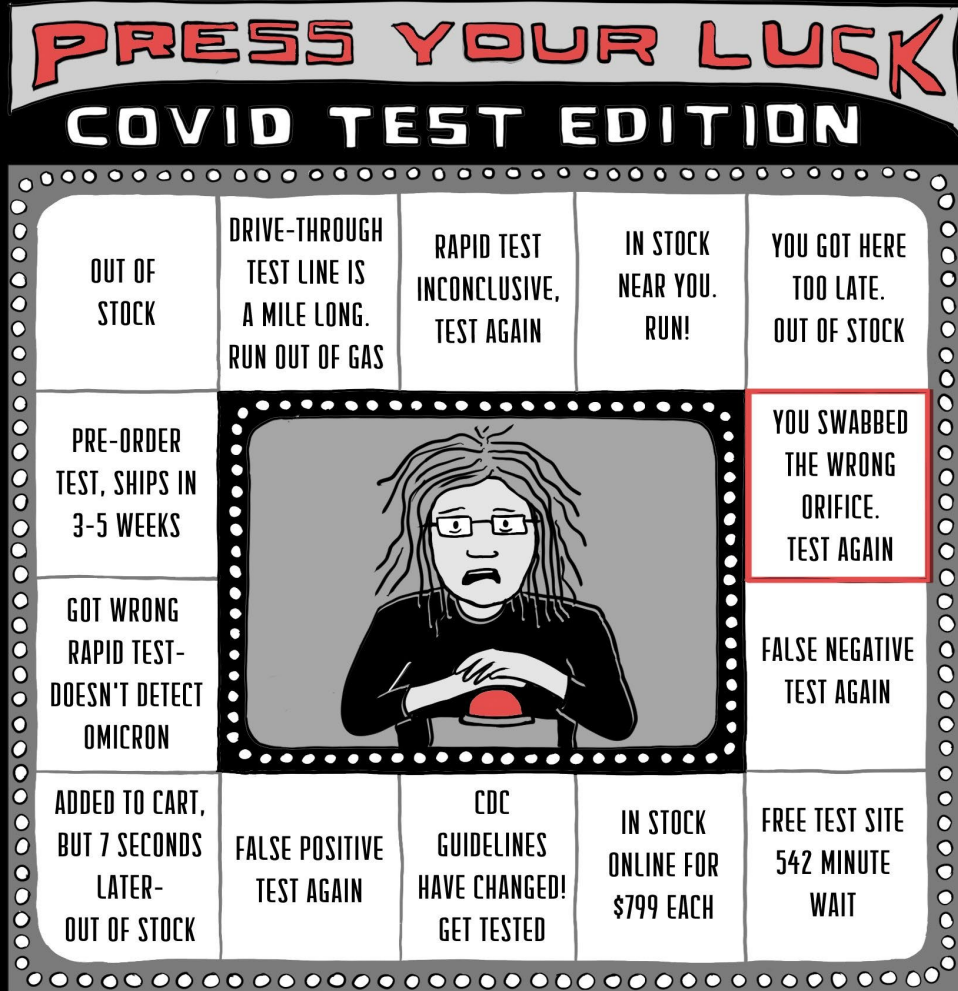 PRESS YOUR LUCK
COVID TEST EDITION
OUT OF
STOCK
DRIVE-THROUGH
TEST LINE IS
A MILE LONG.
RUN OUT OF GAS
RAPID TEST
INCONCLUSIVE,
TEST AGAIN
IN STOCK
NEAR YOU.
RUN!
YOU GOT HERE
TOO LATE.
OUT OF STOCK
PRE-ORDER
TEST, SHIPS IN
3-5 WEEKS
YOU SWABBED
THE WRONG
ORIFICE.
TEST AGAIN
GOT WRONG
RAPID TEST-
DOESN'T DETECT
OMICRON
FALSE NEGATIVE
TEST AGAIN
ADDED TO CART,
BUT 7 SECONDS
LATER-
OUT OF STOCK
FALSE POSITIVE
TEST AGAIN
CDC
GUIDELINES
HAVE CHANGED!
GET TESTED
IN STOCK
ONLINE FOR
$799 EACH
FREE TEST SITE
542 MINUTE
WAIT